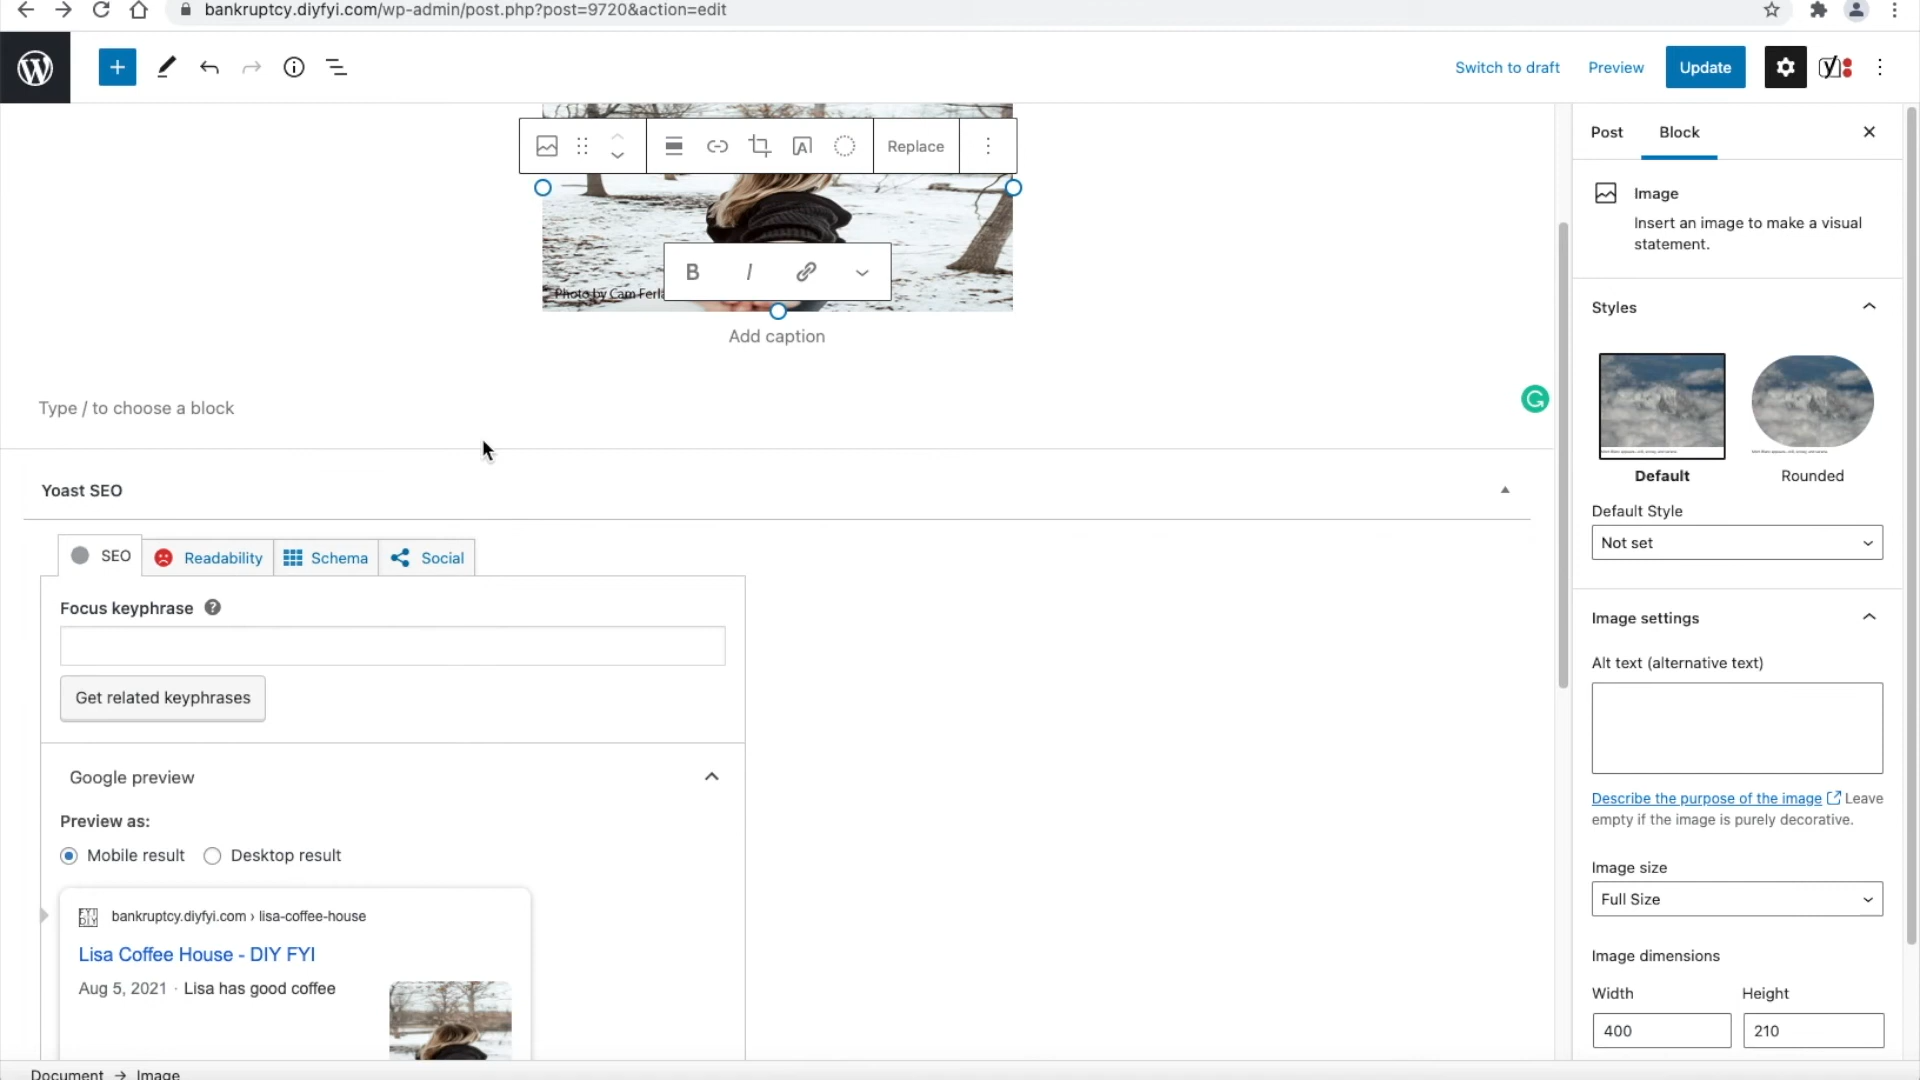 bankruptcy.diyfyi.com/wp-admin/post.php?post=9720&action=edit
Switch to draft
Preview
Update
Replace
Photo by Cam Ferla
B I
Add caption
Type / to choose a block
Yoast SEO
SEO
Readability
Schema
Social
Focus keyphrase ?
Get related keyphrases
Google preview
Preview as:
Mobile result
Desktop result
bankruptcy.diyfyi.com › lisa-coffee-house
Lisa Coffee House - DIY FYI
Aug 5, 2021 · Lisa has good coffee
Document → Image
Post
Block
Image
Insert an image to make a visual
statement.
Styles
Default
Rounded
Default Style
Not set
Image settings
Alt text (alternative text)
Describe the purpose of the image Leave
empty if the image is purely decorative.
Image size
Full Size
Image dimensions
Width
Height
400
210